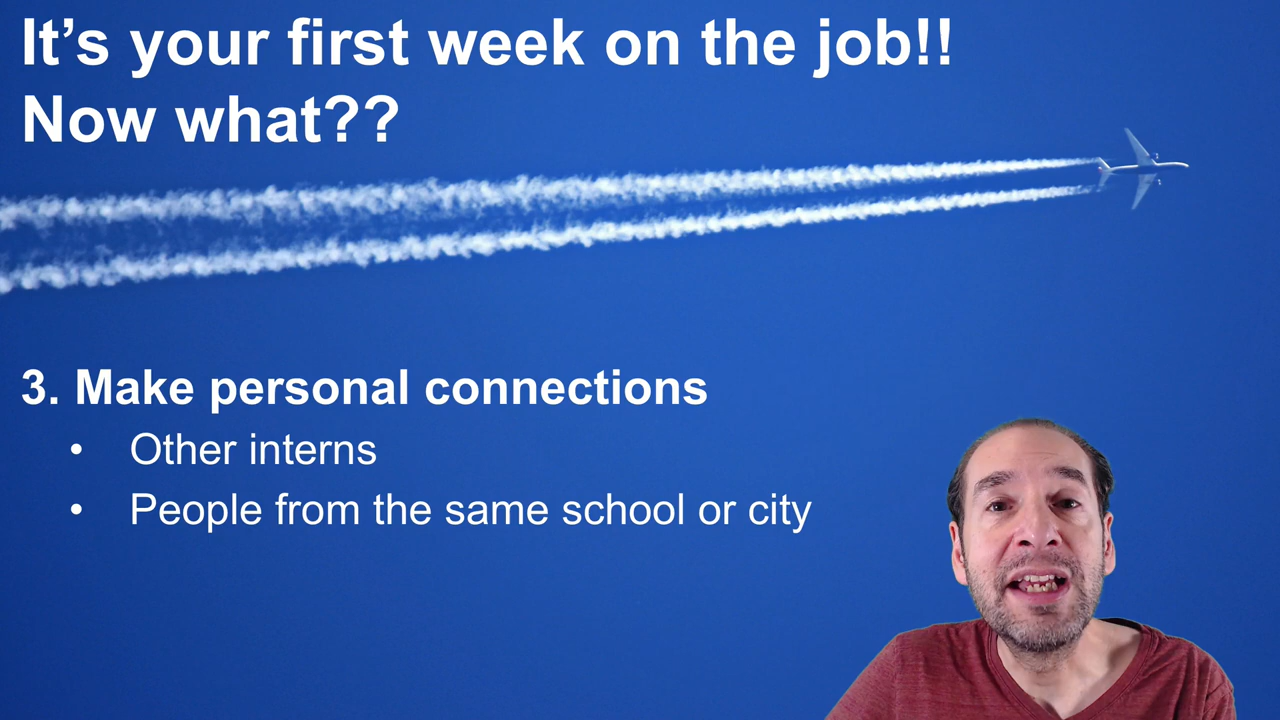 It’s your first week on the job!!
Now what??
3. Make personal connections
• Other interns
• People from the same school or city